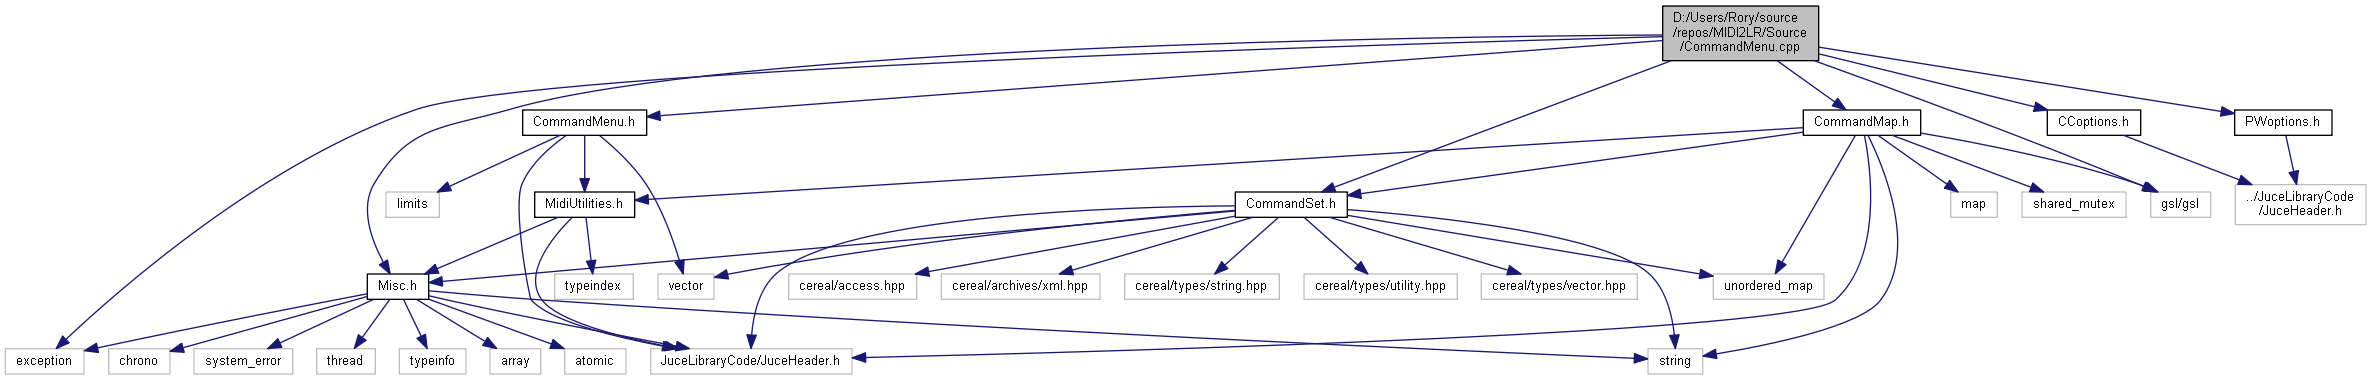 D:/Users/Rory/source
/repos/MIDI2LR/Source
/CommandMenu.cpp
CommandMenu.h
CommandMap.h
CCoptions.h
PWoptions.h
limits
MidiUtilities.h
CommandSet.h
map
shared_mutex
gsl/gsl
../JuceLibraryCode
/JuceHeader.h
Misc.h
typeindex
vector
cereal/access.hpp
cereal/archives/xml.hpp
cereal/types/string.hpp
cereal/types/utility.hpp
cereal/types/vector.hpp
unordered_map
exception
chrono
system_error
thread
typeinfo
array
atomic
JuceLibraryCode/JuceHeader.h
string